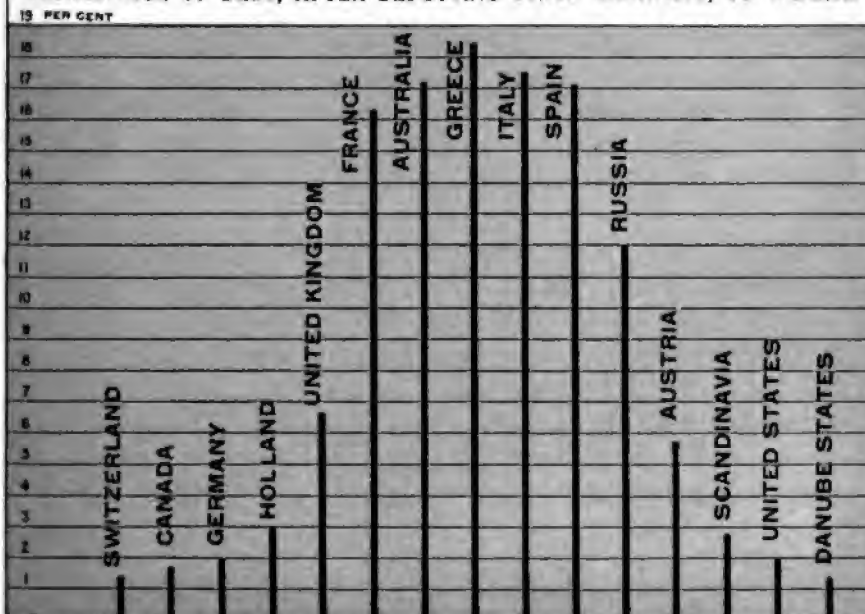 19 PER CENT
18
17
16
15
14
13
12
11
10
9
8
7
6
5
4
3
2
1
SWITZERLAND
CANADA
GERMANY
HOLLAND
UNITED KINGDOM
FRANCE
AUSTRALIA
GREECE
ITALY
SPAIN
RUSSIA
AUSTRIA
SCANDINAVIA
UNITED STATES
DANUBE STATES